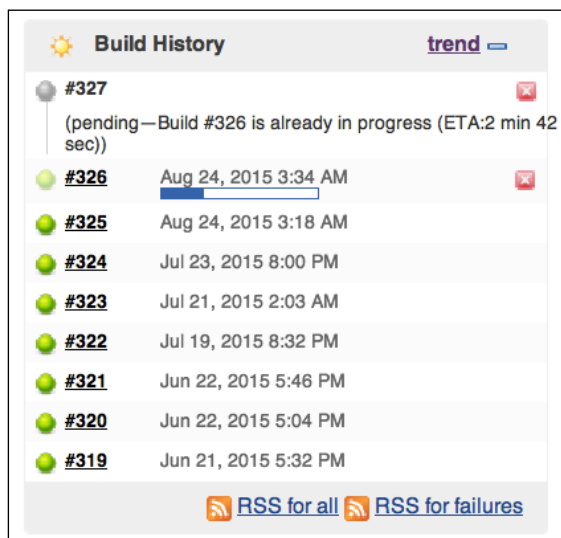 Build History trend
#327
(pending—Build #326 is already in progress (ETA:2 min 42
sec))
#326 Aug 24, 2015 3:34 AM
#325 Aug 24, 2015 3:18 AM
#324 Jul 23, 2015 8:00 PM
#323 Jul 21, 2015 2:03 AM
#322 Jul 19, 2015 8:32 PM
#321 Jun 22, 2015 5:46 PM
#320 Jun 22, 2015 5:04 PM
#319 Jun 21, 2015 5:32 PM
RSS for all RSS for failures